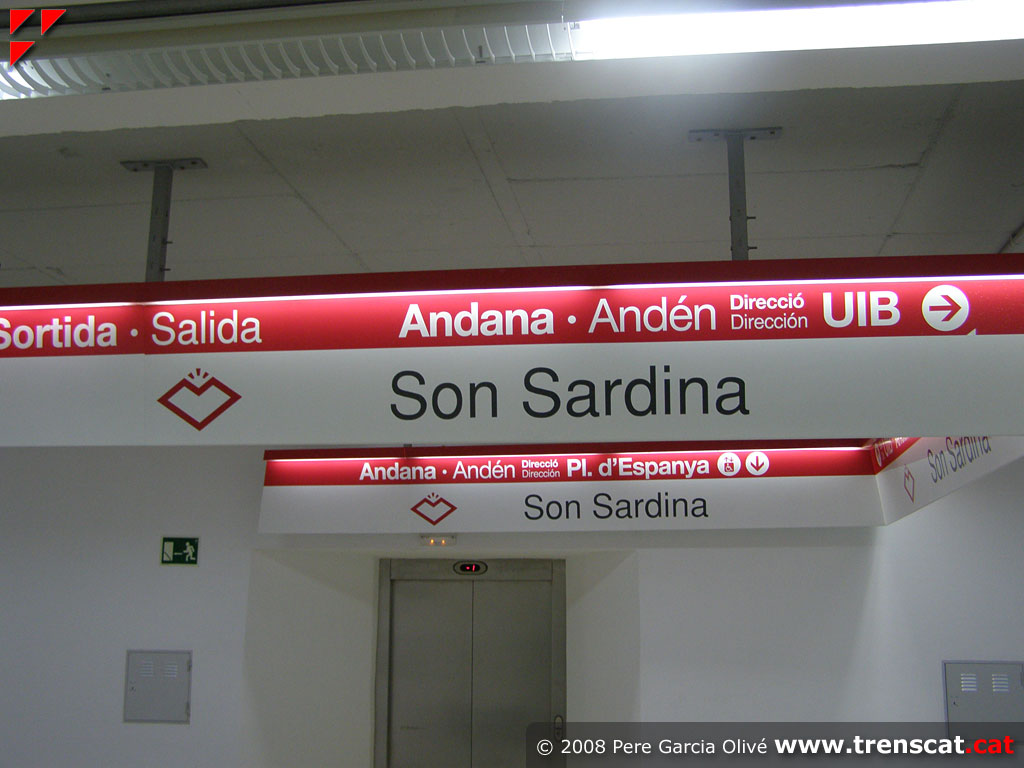 Sortida · Salida
Andana · Andén Direcció Dirección UIB
Son Sardina
Andana · Andén Direcció Dirección Pl. d'Espanya
Son Sardina
Son Sardina
© 2008 Pere Garcia Olivé www.trenscat.cat